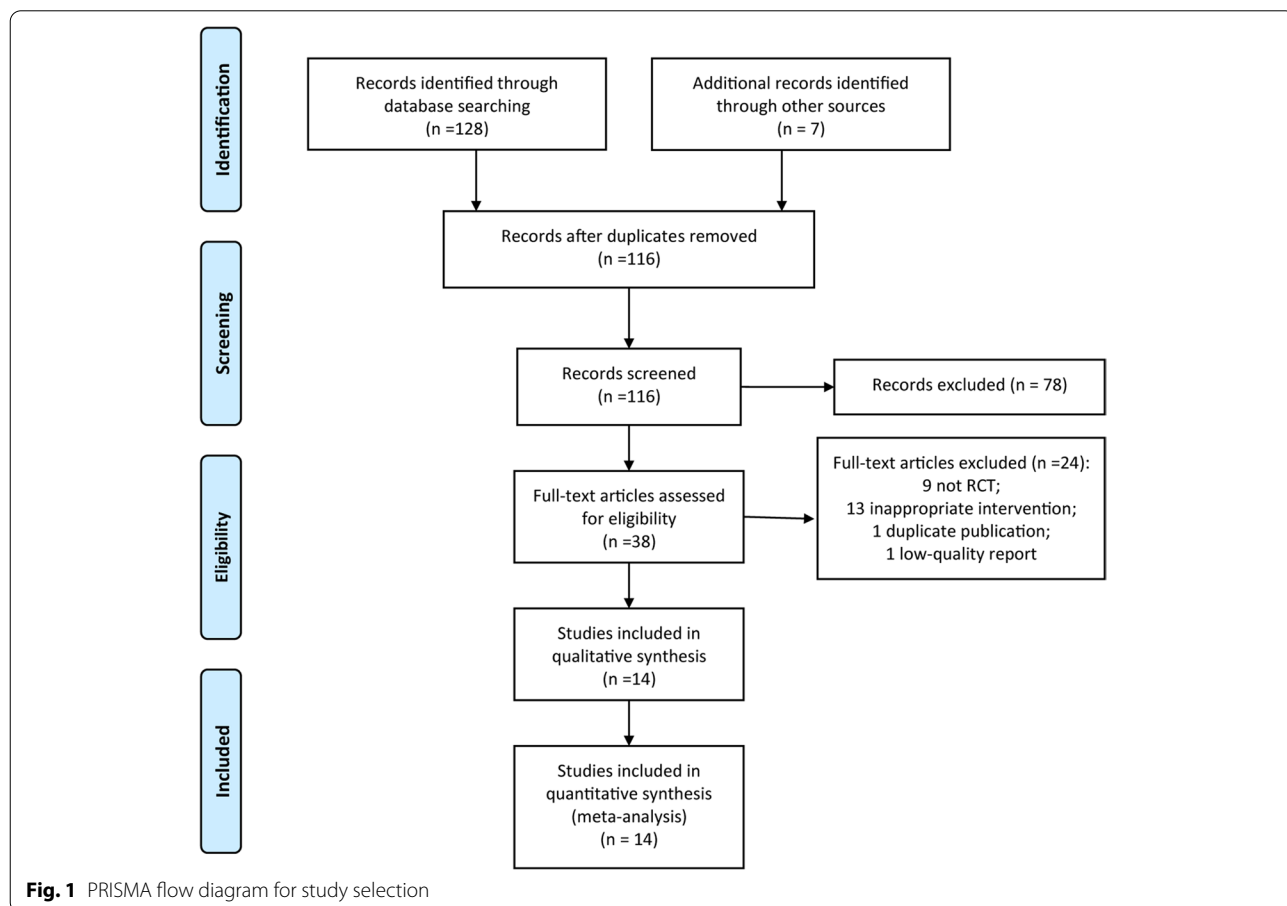 Identification
Records identified through
database searching
(n =128)
Additional records identified
through other sources
(n = 7)
Records after duplicates removed
(n =116)
Screening
Records screened
(n =116)
Records excluded (n = 78)
Eligibility
Full-text articles assessed
for eligibility
(n =38)
Full-text articles excluded (n =24):
9 not RCT;
13 inappropriate intervention;
1 duplicate publication;
1 low-quality report
Studies included in
qualitative synthesis
(n =14)
Included
Studies included in
quantitative synthesis
(meta-analysis)
(n = 14)
Fig. 1 PRISMA flow diagram for study selection